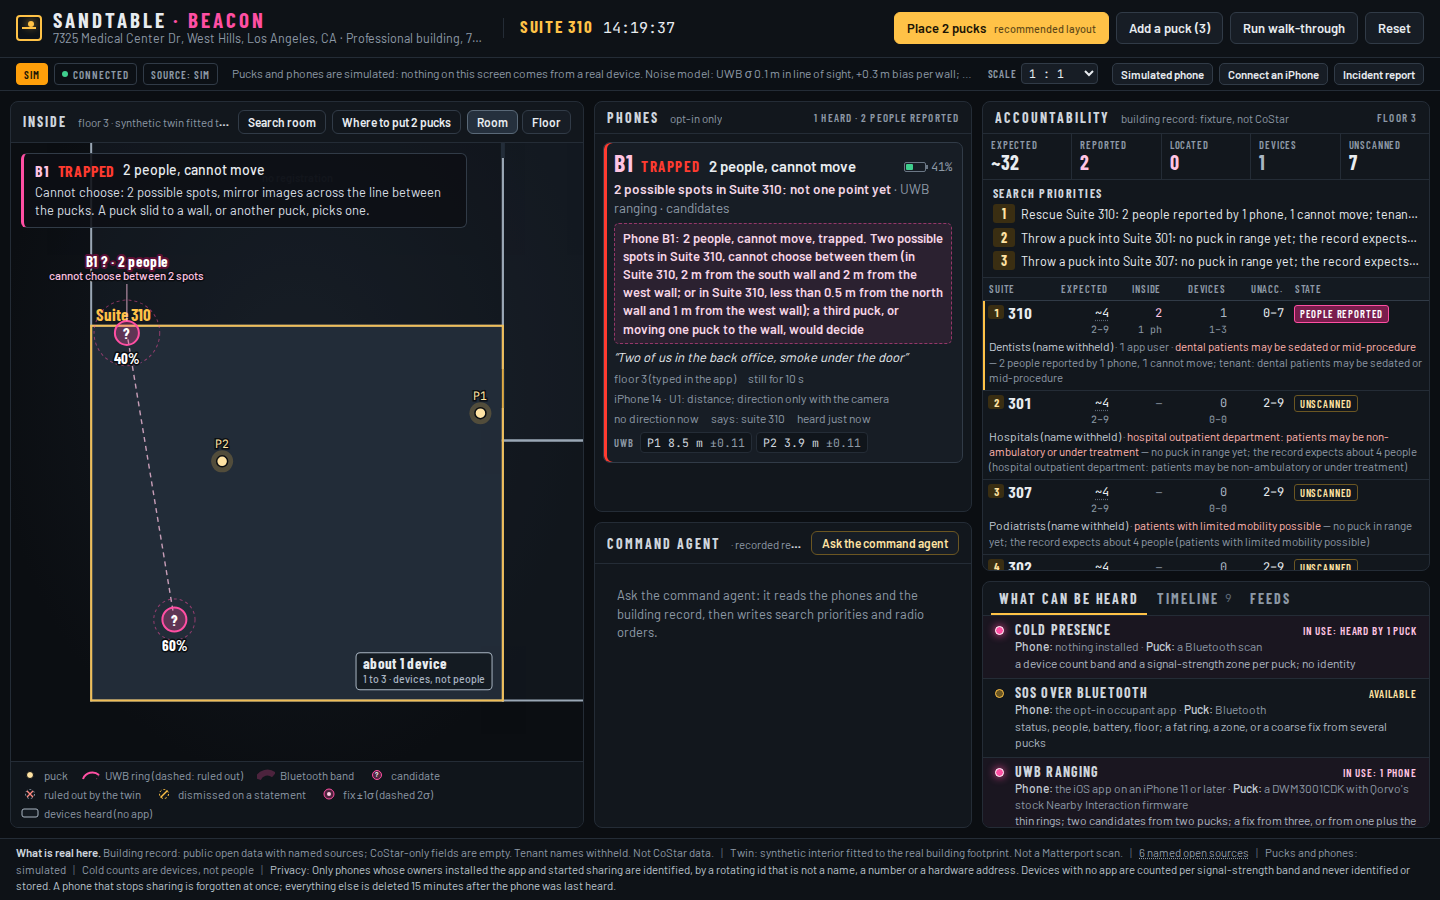 SANDTABLE · BEACON
7325 Medical Center Dr, West Hills, Los Angeles, CA · Professional building, 7...
SUITE 310 14:19:37
Place 2 pucks recommended layout
Add a puck (3)
Run walk-through
Reset
SIM
CONNECTED
SOURCE: SIM
Pucks and phones are simulated: nothing on this screen comes from a real device. Noise model: UWB σ 0.1 m in line of sight, +0.3 m bias per wall; ...
SCALE 1 : 1
Simulated phone
Connect an iPhone
Incident report
INSIDE floor 3 · synthetic twin fitted t...
Search room
Where to put 2 pucks
Room
Floor
B1 TRAPPED 2 people, cannot move
Cannot choose: 2 possible spots, mirror images across the line between
the pucks. A puck slid to a wall, or another puck, picks one.
B1 ? · 2 people
cannot choose between 2 spots
Suite 310
?
40%
P1
P2
?
60%
about 1 device
1 to 3 · devices, not people
puck
UWB ring (dashed: ruled out)
Bluetooth band
? candidate
ruled out by the twin
dismissed on a statement
fix ±1σ (dashed 2σ)
devices heard (no app)
PHONES opt-in only
1 HEARD · 2 PEOPLE REPORTED
B1 TRAPPED 2 people, cannot move
41%
2 possible spots in Suite 310: not one point yet · UWB
ranging · candidates
Phone B1: 2 people, cannot move, trapped. Two possible
spots in Suite 310, cannot choose between them (in
Suite 310, 2 m from the south wall and 2 m from the
west wall; or in Suite 310, less than 0.5 m from the north
wall and 1 m from the west wall); a third puck, or
moving one puck to the wall, would decide
“Two of us in the back office, smoke under the door”
floor 3 (typed in the app) still for 10 s
iPhone 14 · U1: distance; direction only with the camera
no direction now says: suite 310 heard just now
UWB P1 8.5 m ±0.11 P2 3.9 m ±0.11
COMMAND AGENT · recorded re...
Ask the command agent
Ask the command agent: it reads the phones and the
building record, then writes search priorities and radio
orders.
ACCOUNTABILITY building record: fixture, not CoStar
FLOOR 3
EXPECTED REPORTED LOCATED DEVICES UNSCANNED
~32 2 0 1 7
SEARCH PRIORITIES
1 Rescue Suite 310: 2 people reported by 1 phone, 1 cannot move; tenan...
2 Throw a puck into Suite 301: no puck in range yet; the record expects...
3 Throw a puck into Suite 307: no puck in range yet; the record expects...
SUITE EXPECTED INSIDE DEVICES UNACC. STATE
1 310 ~4 2 1 0–7 PEOPLE REPORTED
2–9 1 ph 1–3
Dentists (name withheld) · 1 app user · dental patients may be sedated or mid-procedure
— 2 people reported by 1 phone, 1 cannot move; tenant: dental patients may be sedated or
mid-procedure
2 301 ~4 — 0 2–9 UNSCANNED
2–9 0–0
Hospitals (name withheld) · hospital outpatient department: patients may be non-
ambulatory or under treatment — no puck in range yet; the record expects about 4 people
(hospital outpatient department: patients may be non-ambulatory or under treatment)
3 307 ~4 — 0 2–9 UNSCANNED
2–9 0–0
Podiatrists (name withheld) · patients with limited mobility possible — no puck in range
yet; the record expects about 4 people (patients with limited mobility possible)
4 302 ~4 — 0 2–9 UNSCANNED
WHAT CAN BE HEARD TIMELINE 9 FEEDS
COLD PRESENCE IN USE: HEARD BY 1 PUCK
Phone: nothing installed · Puck: a Bluetooth scan
a device count band and a signal-strength zone per puck; no identity
SOS OVER BLUETOOTH AVAILABLE
Phone: the opt-in occupant app · Puck: Bluetooth
status, people, battery, floor; a fat ring, a zone, or a coarse fix from several
pucks
UWB RANGING IN USE: 1 PHONE
Phone: the iOS app on an iPhone 11 or later · Puck: a DWM3001CDK with Qorvo's
stock Nearby Interaction firmware
thin rings; two candidates from two pucks; a fix from three, or from one plus the
What is real here. Building record: public open data with named sources; CoStar-only fields are empty. Tenant names withheld. Not CoStar data. | Twin: synthetic interior fitted to the real building footprint. Not a Matterport scan. | 6 named open sources | Pucks and phones:
simulated | Cold counts are devices, not people | Privacy: Only phones whose owners installed the app and started sharing are identified, by a rotating id that is not a name, a number or a hardware address. Devices with no app are counted per signal-strength band and never identified or
stored. A phone that stops sharing is forgotten at once; everything else is deleted 15 minutes after the phone was last heard.